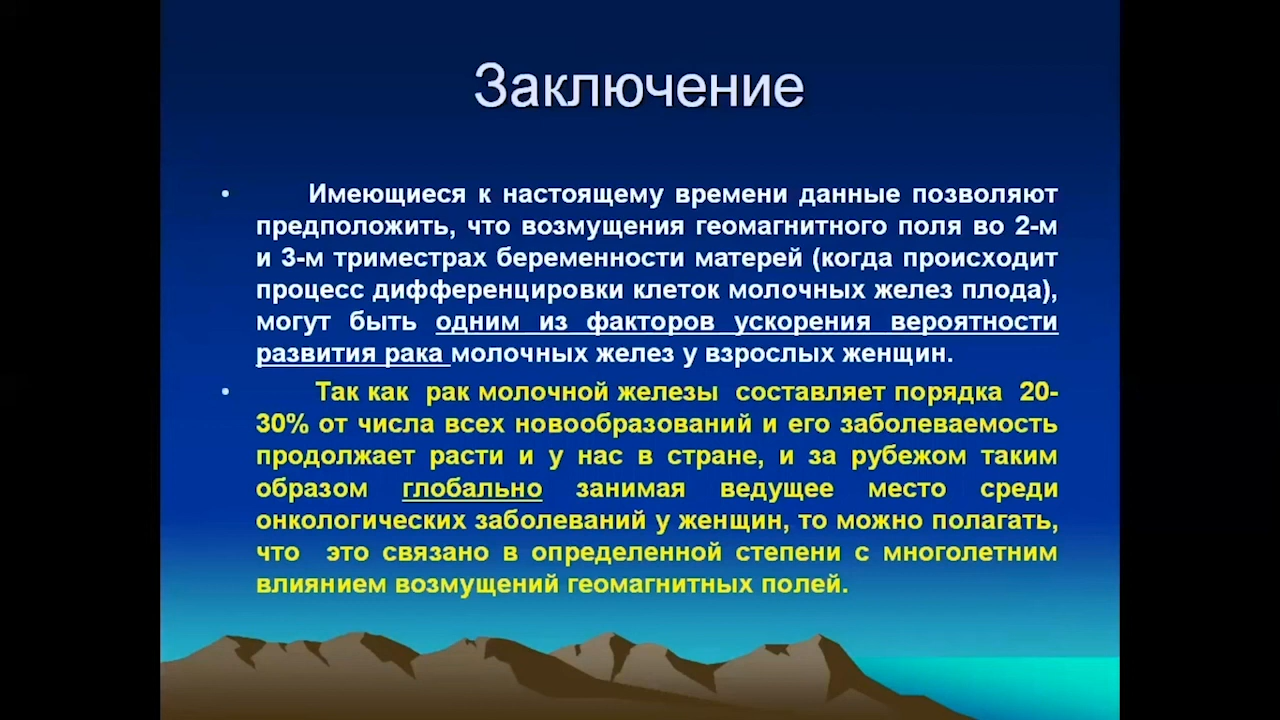 Заключение
• Имеющиеся к настоящему времени данные позволяют
предположить, что возмущения геомагнитного поля во 2-м
и 3-м триместрах беременности матерей (когда происходит
процесс дифференцировки клеток молочных желез плода),
могут быть одним из факторов ускорения вероятности
развития рака молочных желез у взрослых женщин.
• Так как рак молочной железы составляет порядка 20-
30% от числа всех новообразований и его заболеваемость
продолжает расти и у нас в стране, и за рубежом таким
образом глобально занимая ведущее место среди
онкологических заболеваний у женщин, то можно полагать,
что это связано в определенной степени с многолетним
влиянием возмущений геомагнитных полей.